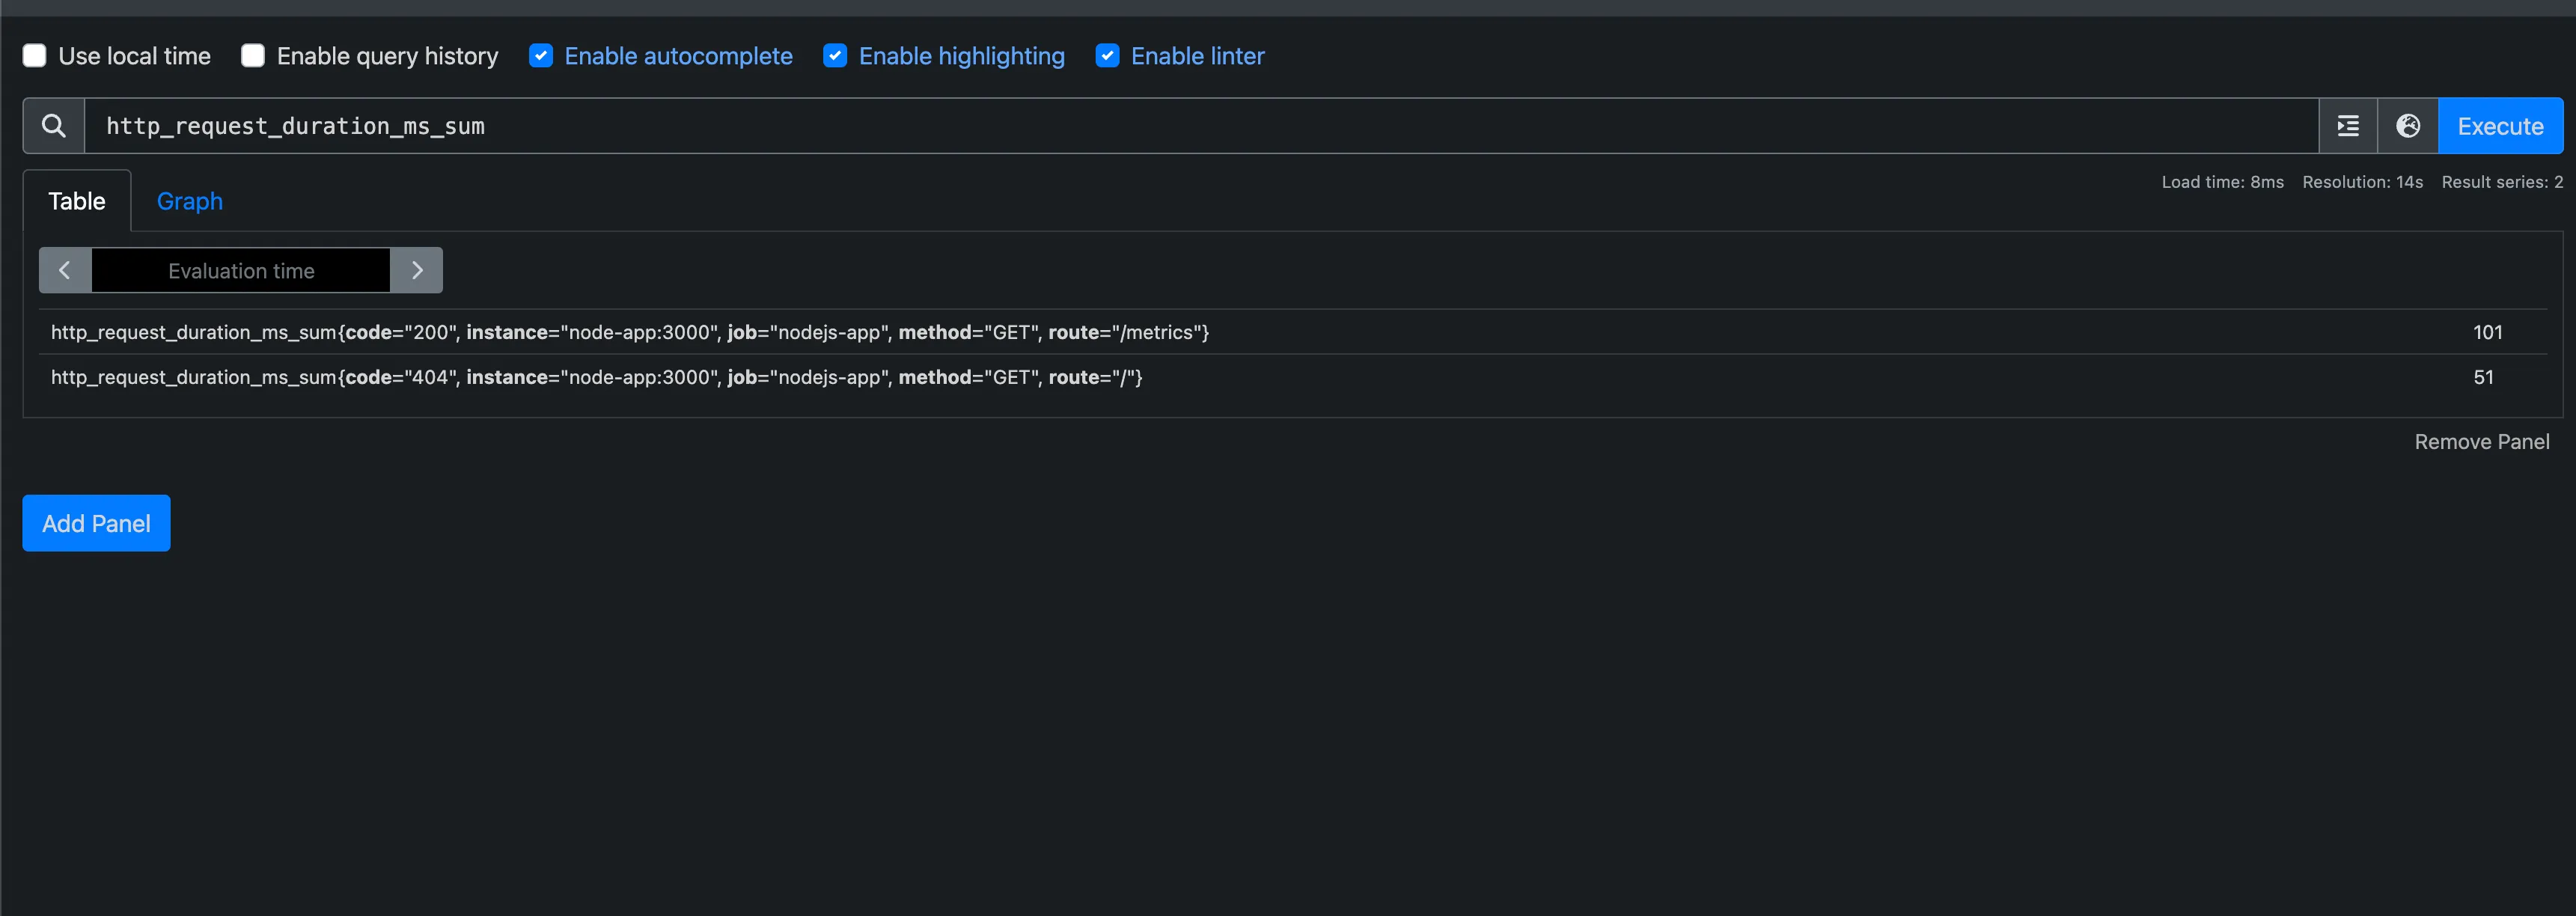 Use local time Enable query history Enable autocomplete Enable highlighting Enable linter
http_request_duration_ms_sum Execute
Table Graph Load time: 8ms Resolution: 14s Result series: 2
Evaluation time
http_request_duration_ms_sum{code="200", instance="node-app:3000", job="nodejs-app", method="GET", route="/metrics"} 101
http_request_duration_ms_sum{code="404", instance="node-app:3000", job="nodejs-app", method="GET", route="/"} 51
Remove Panel
Add Panel